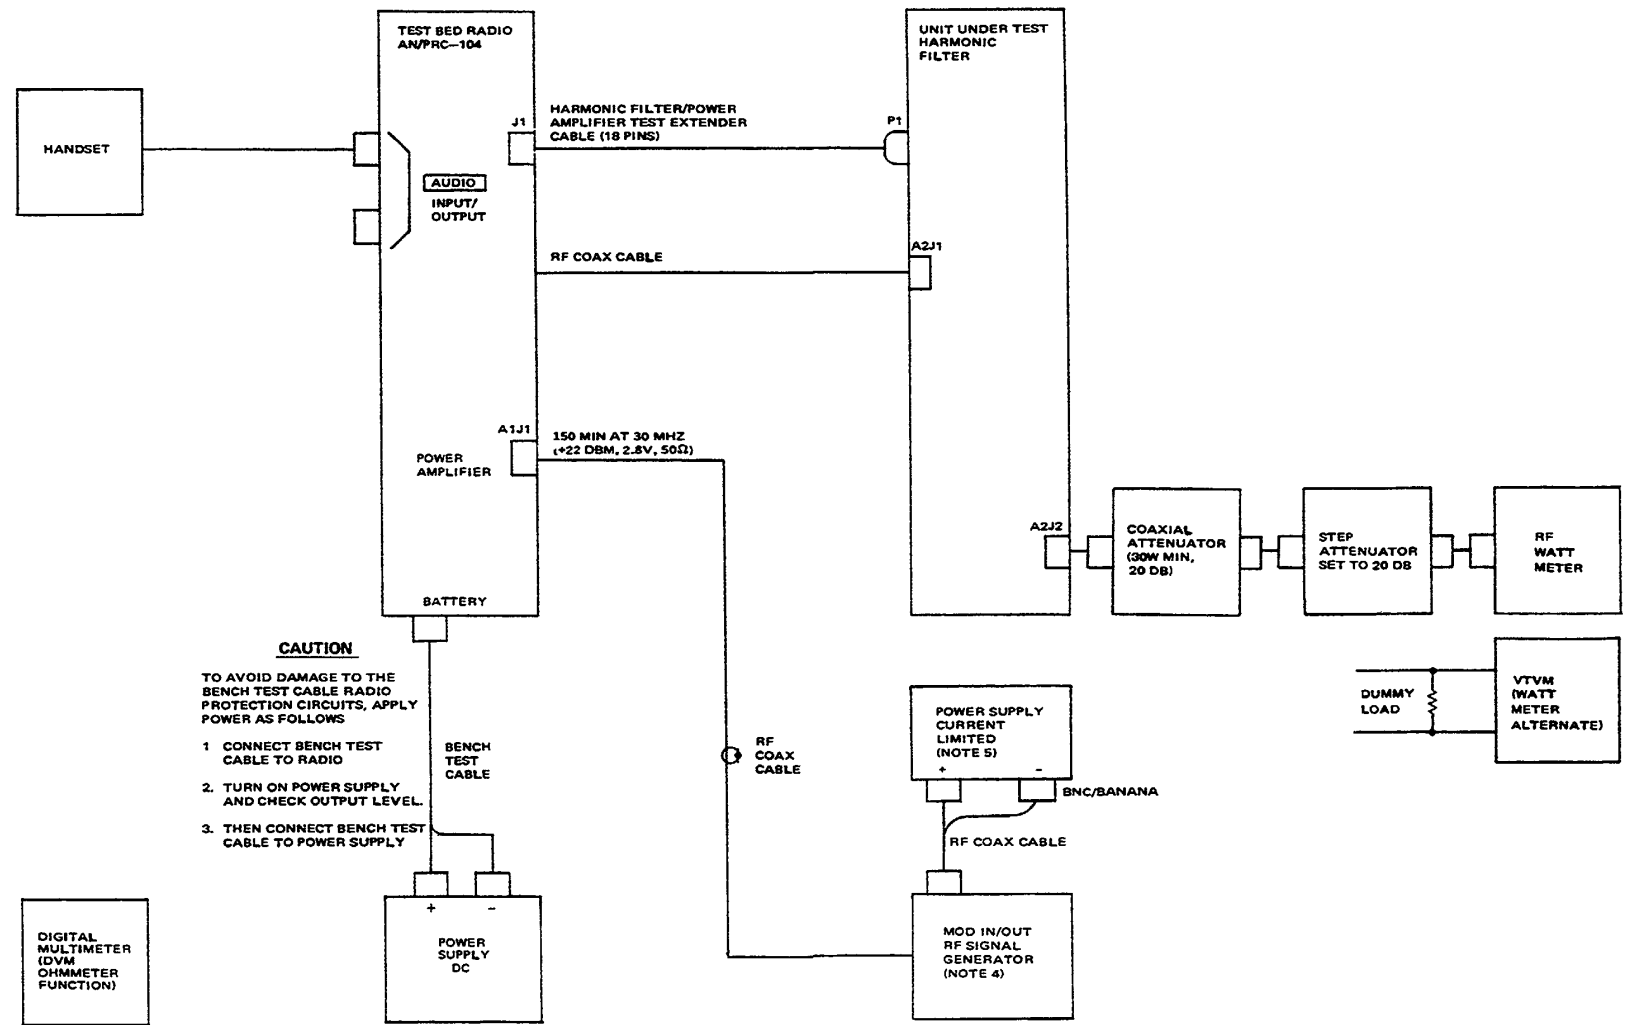 TEST BED RADIO
AN/PRC-104
UNIT UNDER TEST
HARMONIC
FILTER
HANDSET
J1
HARMONIC FILTER/POWER
AMPLIFIER TEST EXTENDER
CABLE (18 PINS)
P1
AUDIO
INPUT/
OUTPUT
RF COAX CABLE
A2J1
A1J1
150 MIN AT 30 MHZ
(+22 DBM, 2.8V, 50Ω)
POWER
AMPLIFIER
A2J2
COAXIAL
ATTENUATOR
(30W MIN,
20 DB)
STEP
ATTENUATOR
SET TO 20 DB
RF
WATT
METER
BATTERY
CAUTION
TO AVOID DAMAGE TO THE
BENCH TEST CABLE RADIO
PROTECTION CIRCUITS, APPLY
POWER AS FOLLOWS
1 CONNECT BENCH TEST
CABLE TO RADIO
2. TURN ON POWER SUPPLY
AND CHECK OUTPUT LEVEL.
3. THEN CONNECT BENCH TEST
CABLE TO POWER SUPPLY
BENCH
TEST
CABLE
RF
COAX
CABLE
POWER SUPPLY
CURRENT
LIMITED
(NOTE 5)
+ -
BNC/BANANA
RF COAX CABLE
DUMMY
LOAD
VTVM
(WATT
METER
ALTERNATE)
DIGITAL
MULTIMETER
(DVM
OHMMETER
FUNCTION)
+ -
POWER
SUPPLY
DC
MOD IN/OUT
RF SIGNAL
GENERATOR
(NOTE 4)